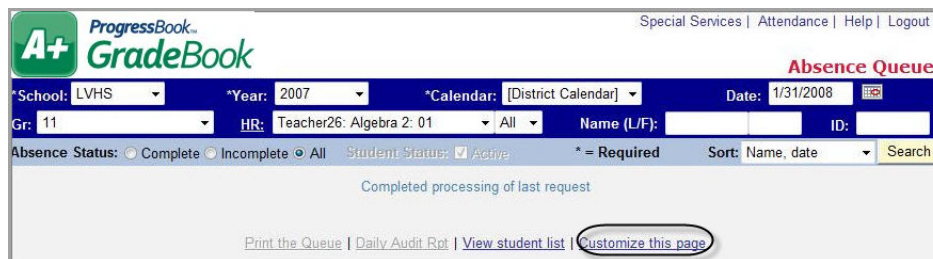 A+ ProgressBook™ GradeBook
Special Services | Attendance | Help | Logout
Absence Queue
*School: LVHS *Year: 2007 *Calendar: [District Calendar] Date: 1/31/2008
Gr: 11 HR: Teacher26: Algebra 2: 01 All Name (L/F): ID:
Absence Status: Complete Incomplete All Student Status: Active * = Required Sort: Name, date Search
Completed processing of last request
Print the Queue | Daily Audit Rpt | View student list | Customize this page